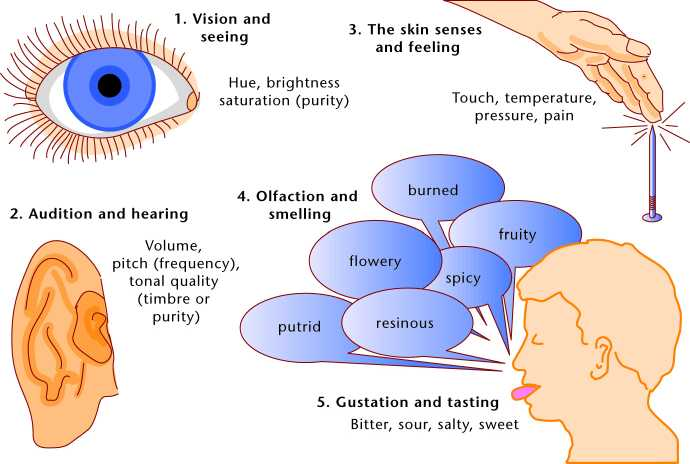 1. Vision and
seeing
Hue, brightness
saturation (purity)
2. Audition and hearing
Volume,
pitch (frequency),
tonal quality
(timbre or
purity)
3. The skin senses
and feeling
Touch, temperature,
pressure, pain
4. Olfaction and
smelling
burned
fruity
flowery
spicy
putrid
resinous
5. Gustation and tasting
Bitter, sour, salty, sweet